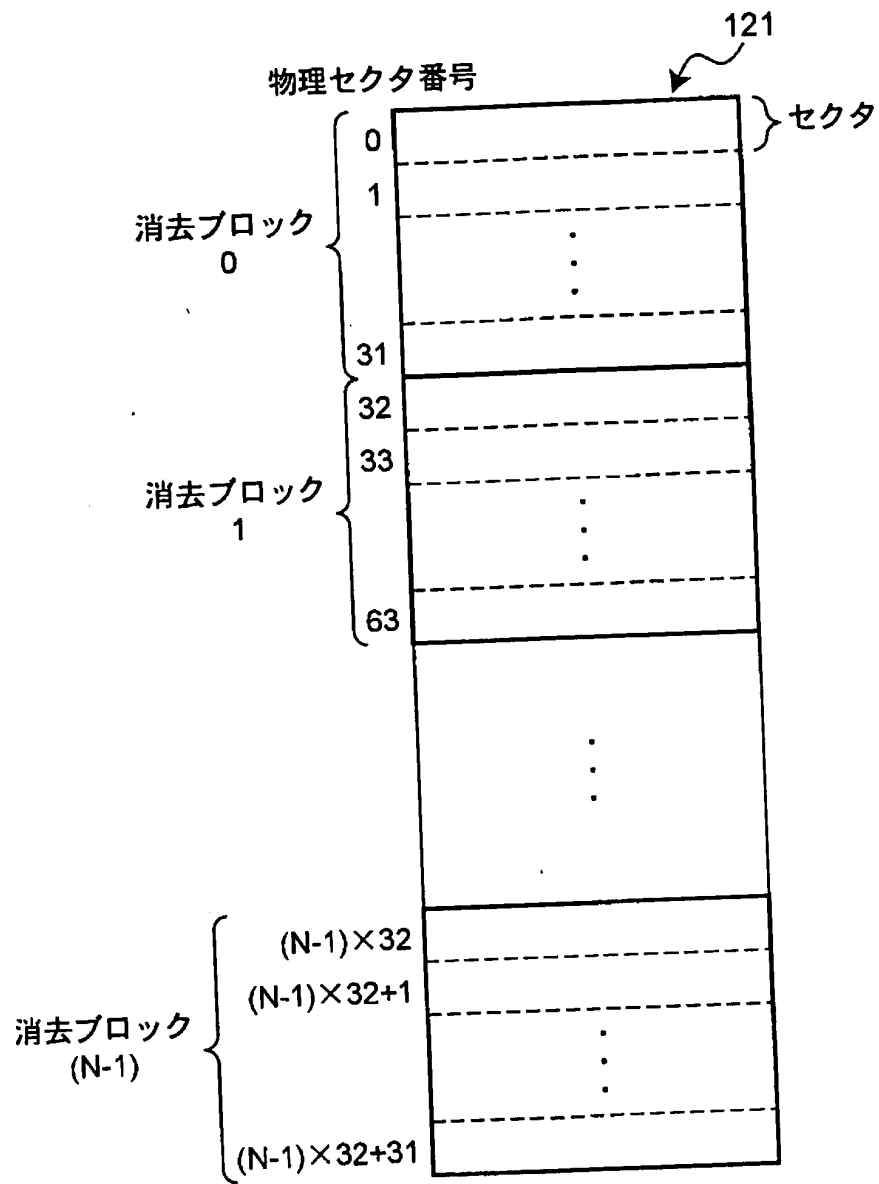 121
物理セクタ番号
セクタ
0
1
消去ブロック
0
31
32
33
消去ブロック
1
63
(N-1)×32
(N-1)×32+1
消去ブロック
(N-1)
(N-1)×32+31